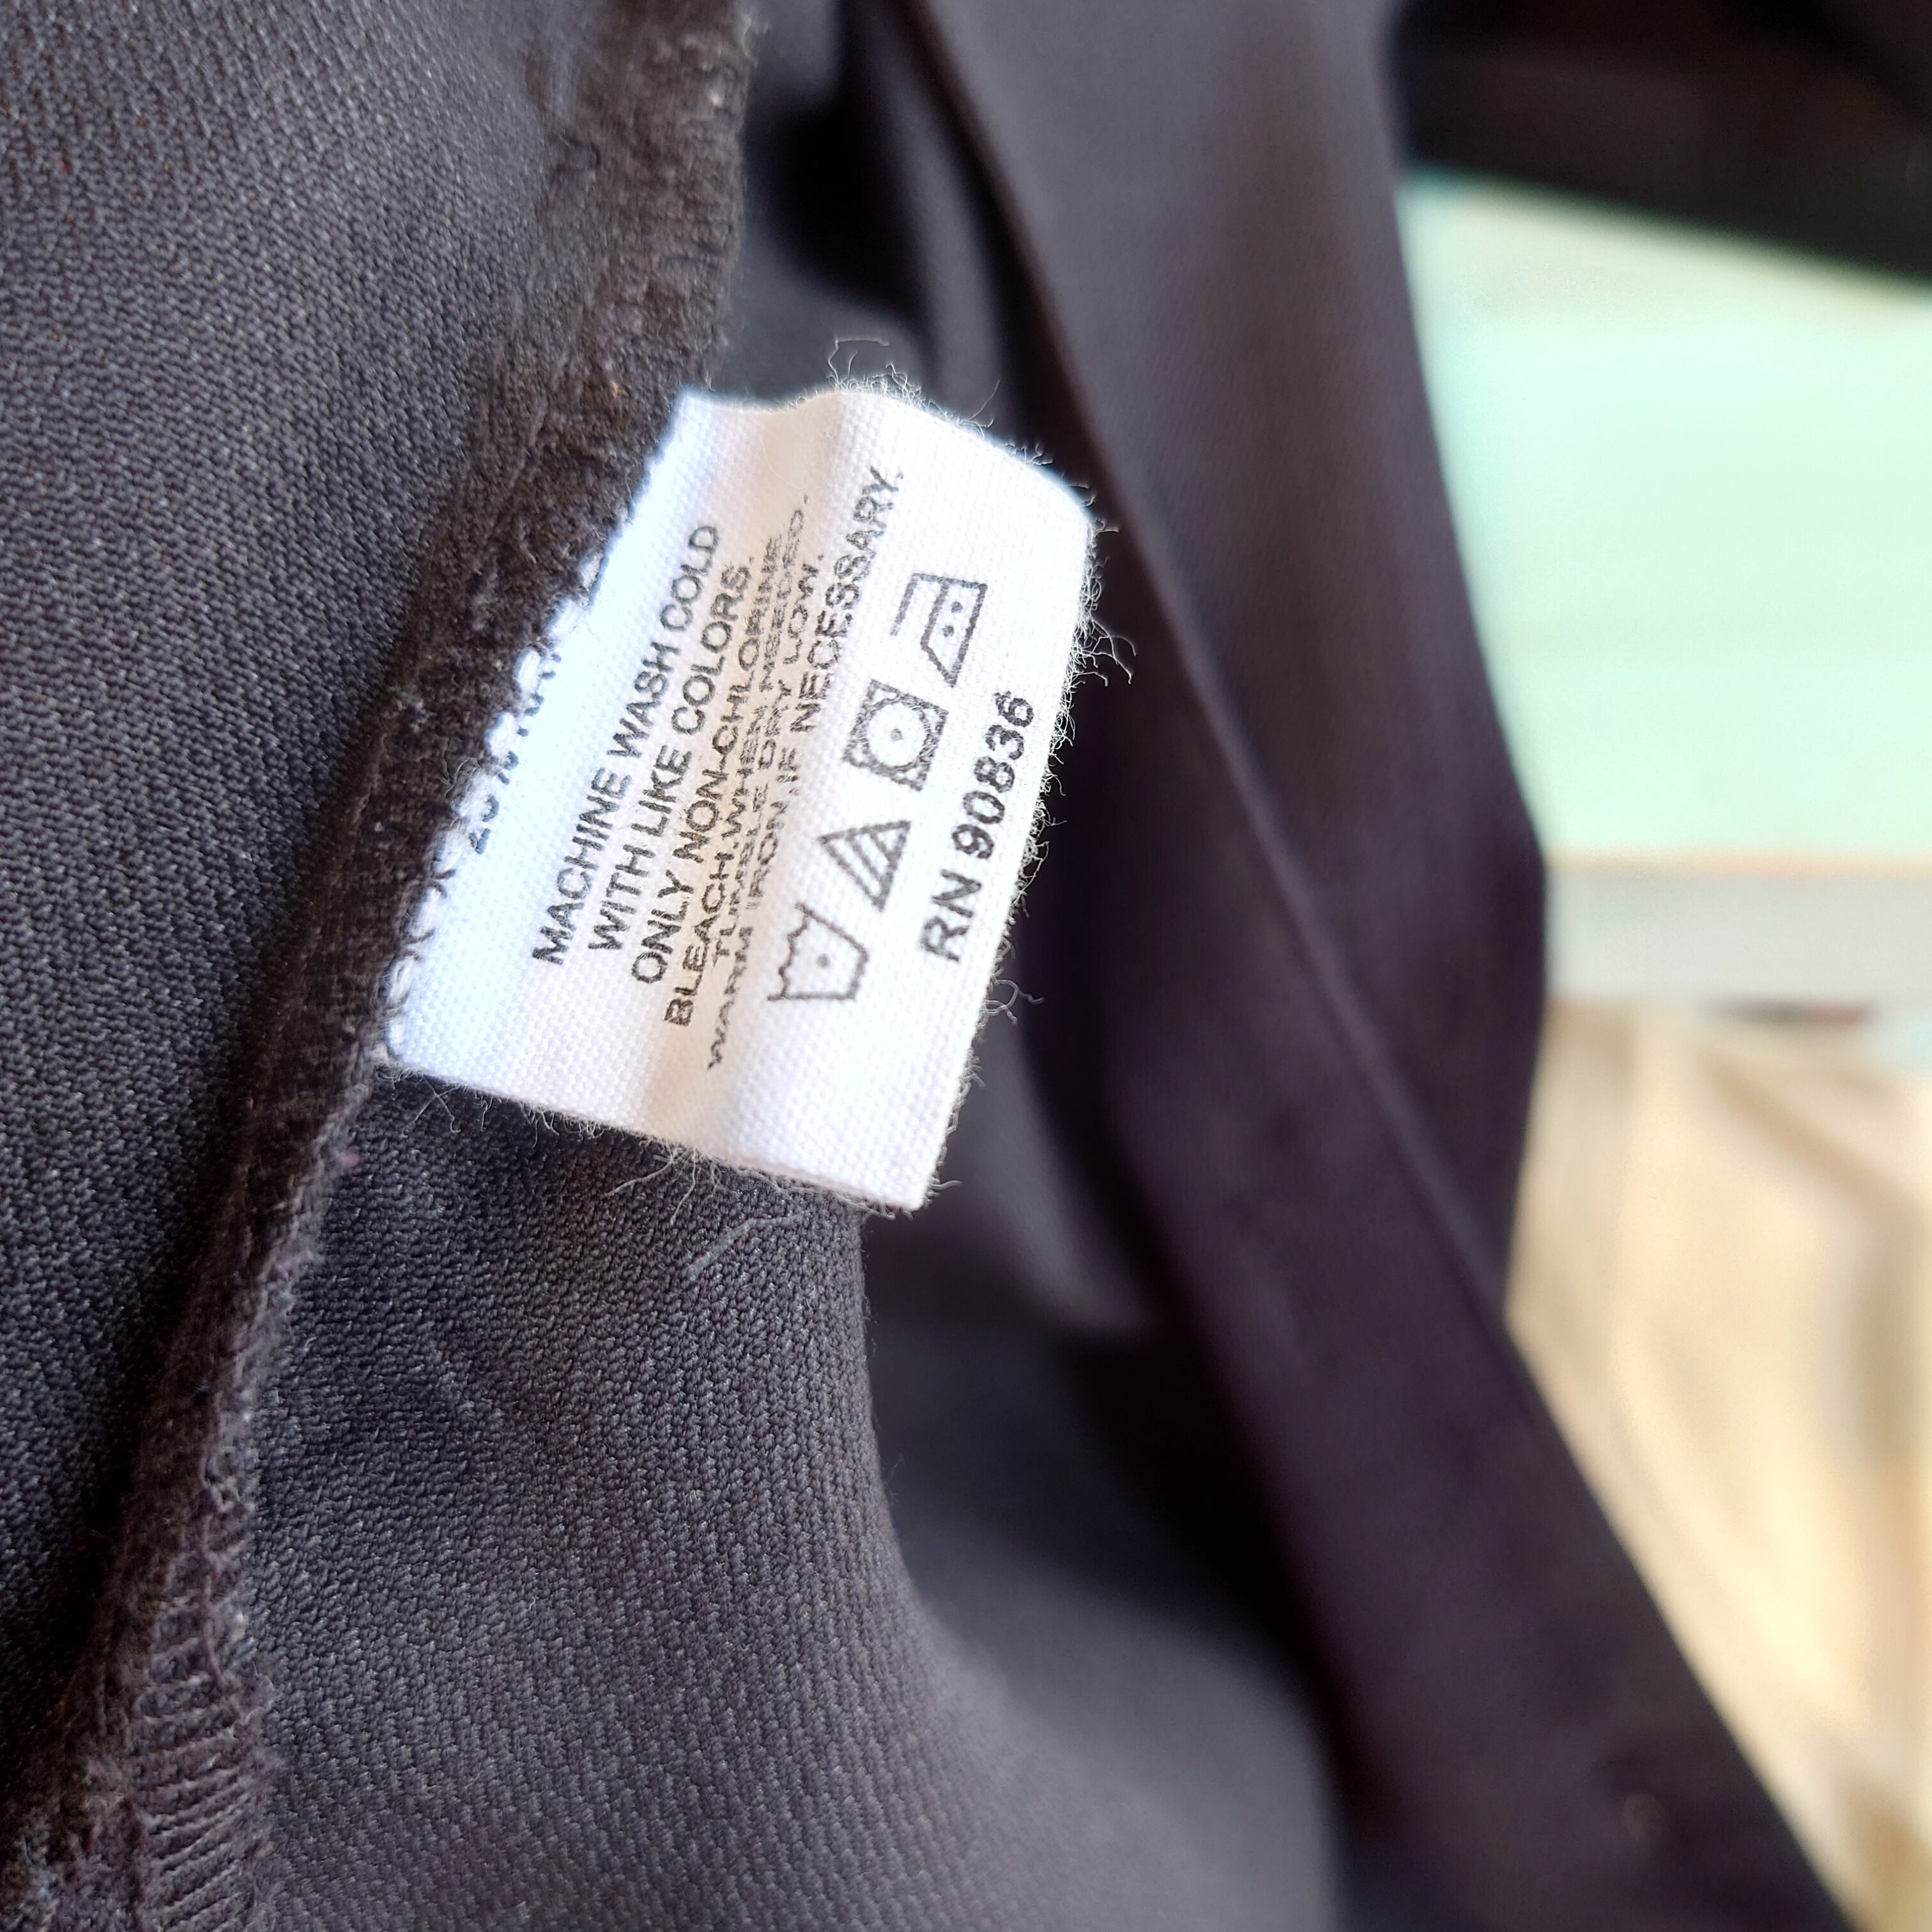 MACHINE WASH COLD
WITH LIKE COLORS.
ONLY NON-CHLORINE
BLEACH WHEN NEEDED.
TUMBLE DRY LOW.
WARM IRON IF NECESSARY.
RN 90836